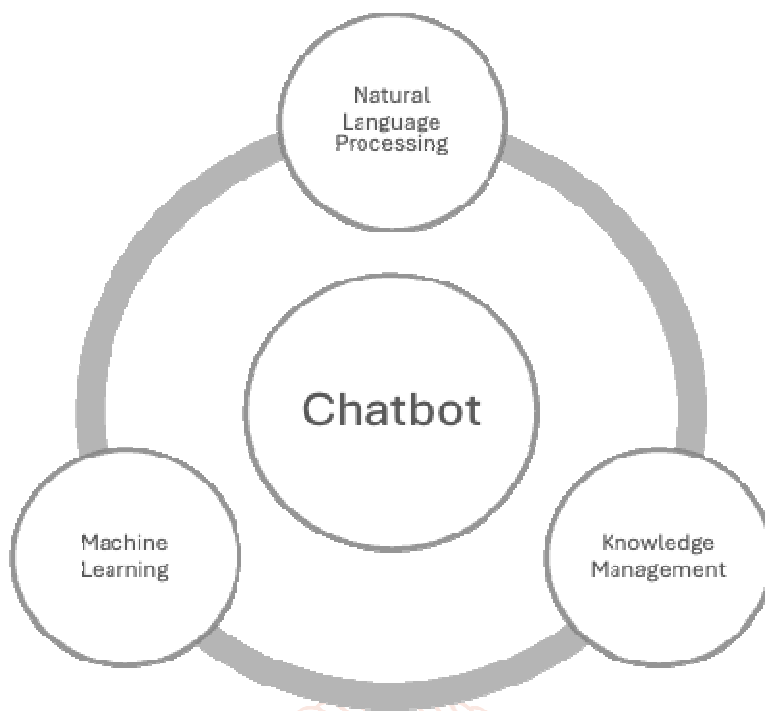 Natural
Language
Processing
Chatbot
Machine
Learning
Knowledge
Management